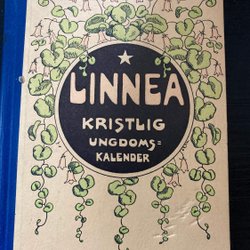 LINNEA
KRISTLIG
UNGDOMS=
KALENDER